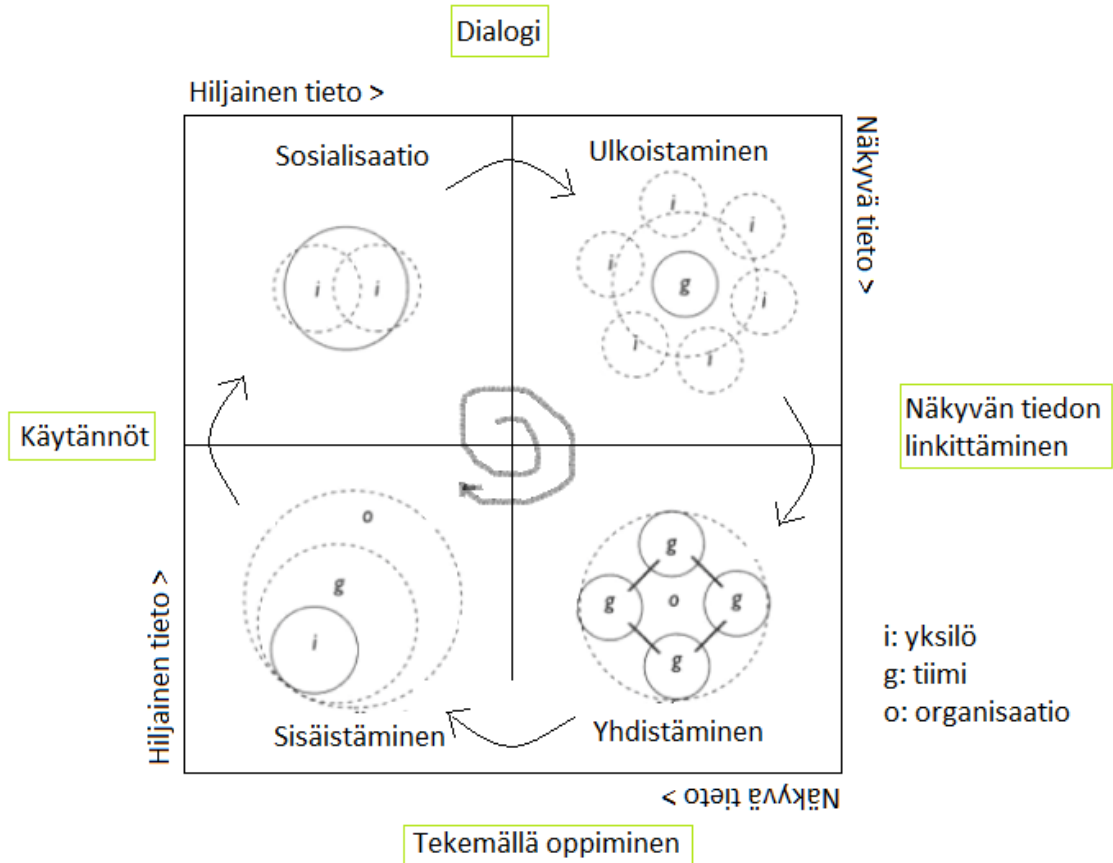 Dialogi
Hiljainen tieto >
Sosialisaatio
Ulkoistaminen
Näkyvä tieto >
i
i
i
i
i
i
i
i
g
Käytännöt
Näkyvän tiedon
linkittäminen
o
g
i
g
g
o
g
g
Hiljainen tieto >
i: yksilö
g: tiimi
o: organisaatio
Sisäistäminen
Yhdistäminen
Näkyvä tieto >
Tekemällä oppiminen